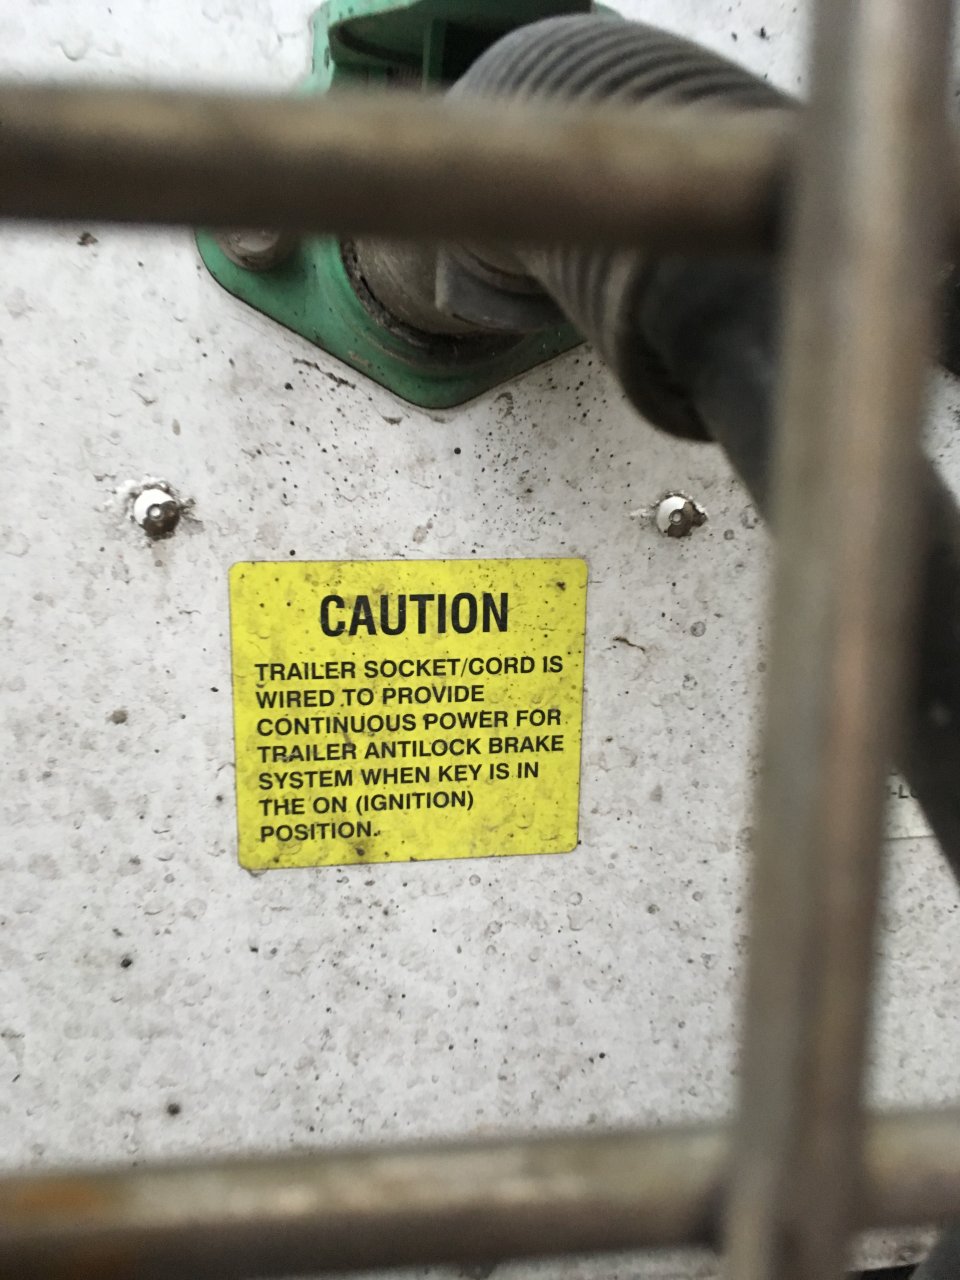 CAUTION
TRAILER SOCKET/CORD IS
WIRED TO PROVIDE
CONTINUOUS POWER FOR
TRAILER ANTILOCK BRAKE
SYSTEM WHEN KEY IS IN
THE ON (IGNITION)
POSITION.